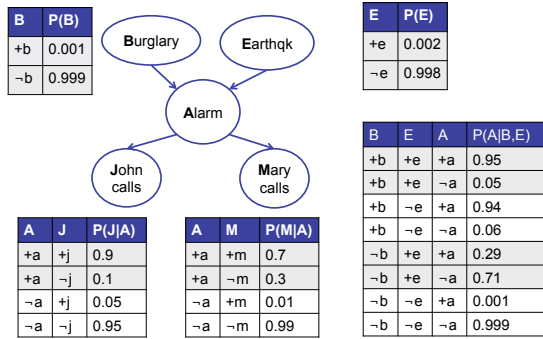 B P(B)
+b 0.001
¬b 0.999
Burglary
Earthqk
E P(E)
+e 0.002
¬e 0.998
Alarm
John
calls
Mary
calls
A J P(J|A)
+a +j 0.9
+a ¬j 0.1
¬a +j 0.05
¬a ¬j 0.95
A M P(M|A)
+a +m 0.7
+a ¬m 0.3
¬a +m 0.01
¬a ¬m 0.99
B E A P(A|B,E)
+b +e +a 0.95
+b +e ¬a 0.05
+b ¬e +a 0.94
+b ¬e ¬a 0.06
¬b +e +a 0.29
¬b +e ¬a 0.71
¬b ¬e +a 0.001
¬b ¬e ¬a 0.999